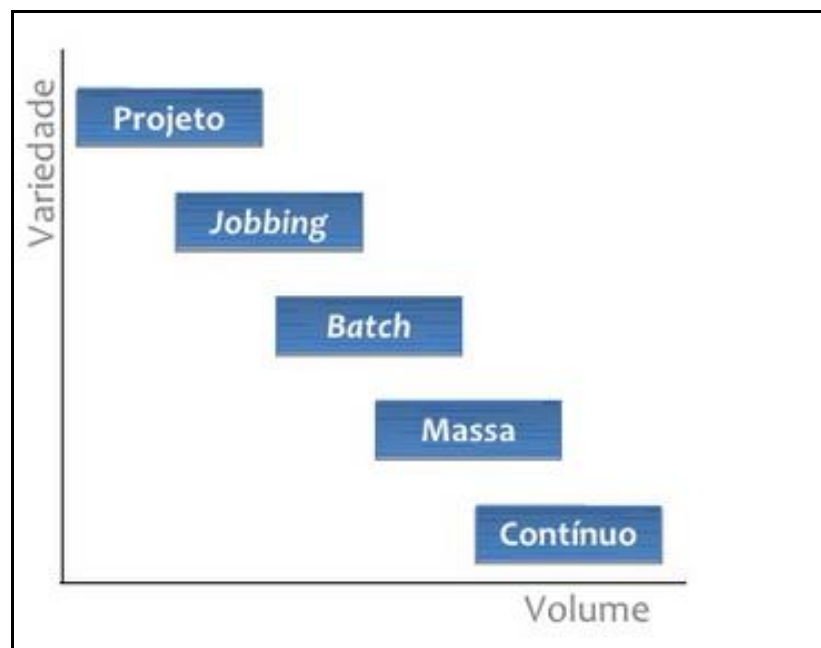 Variedade
Projeto
Jobbing
Batch
Massa
Contínuo
Volume